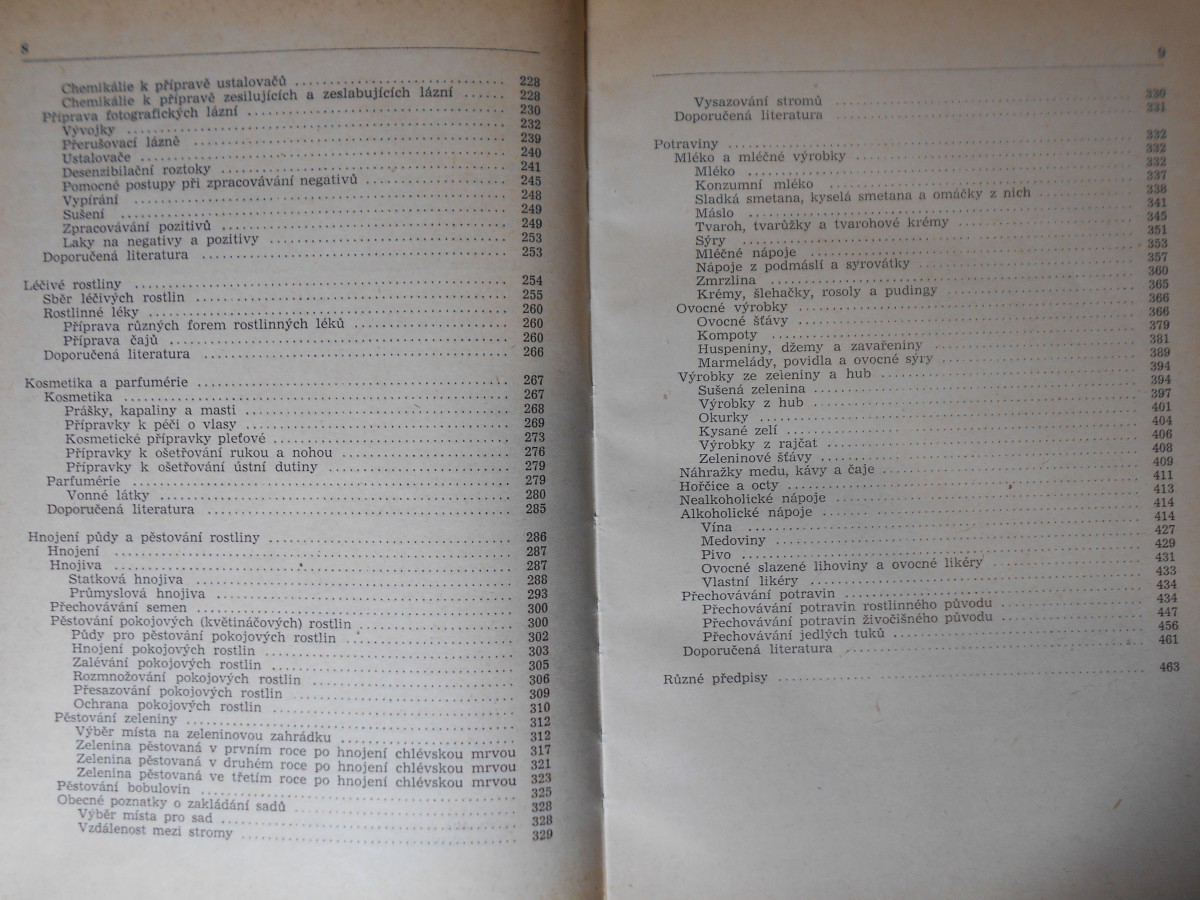 8
Chemikálie k přípravě ustalovačů ........ 228
Chemikálie k přípravě zesilujících a zeslabujících lázní ...... 228
Příprava fotografických lázní ........ 230
Vývojky ........ 232
Přerušovací lázně ........ 239
Ustalovače ........ 240
Desenzibilační roztoky ........ 241
Pomocné postupy při zpracovávání negativů ........ 245
Vypírání ........ 248
Sušení ........ 249
Zpracovávání pozitivů ........ 249
Laky na negativy a pozitivy ........ 253
Doporučená literatura ........ 253
Léčivé rostliny ........ 254
Sběr léčivých rostlin ........ 255
Rostlinné léky ........ 260
Příprava různých forem rostlinných léků ........ 260
Příprava čajů ........ 260
Doporučená literatura ........ 266
Kosmetika a parfumérie ........ 267
Kosmetika ........ 267
Prášky, kapaliny a masti ........ 268
Přípravky k péči o vlasy ........ 269
Kosmetické přípravky pleťové ........ 273
Přípravky k ošetřování rukou a nohou ........ 276
Přípravky k ošetřování ústní dutiny ........ 279
Parfumérie ........ 279
Vonné látky ........ 280
Doporučená literatura ........ 285
Hnojení půdy a pěstování rostliny ........ 286
Hnojení ........ 287
Hnojiva ........ 287
Statková hnojiva ........ 288
Průmyslová hnojiva ........ 293
Přechovávání semen ........ 300
Pěstování pokojových (květináčových) rostlin ........ 300
Půdy pro pěstování pokojových rostlin ........ 302
Hnojení pokojových rostlin ........ 303
Zalévání pokojových rostlin ........ 305
Rozmnožování pokojových rostlin ........ 306
Přesazování pokojových rostlin ........ 309
Ochrana pokojových rostlin ........ 310
Pěstování zeleniny ........ 312
Výběr místa na zeleninovou zahrádku ........ 312
Zelenina pěstovaná v prvním roce po hnojení chlévskou mrvou 317
Zelenina pěstovaná v druhém roce po hnojení chlévskou mrvou 321
Zelenina pěstovaná ve třetím roce po hnojení chlévskou mrvou 323
Pěstování bobulovin ........ 325
Obecné poznatky o zakládání sadů ........ 328
Výběr místa pro sad ........ 328
Vzdálenost mezi stromy ........ 329
9
Vysazování stromů ........ 330
Doporučená literatura ........ 331
Potraviny ........ 332
Mléko a mléčné výrobky ........ 332
Mléko ........ 332
Konzumní mléko ........ 337
Sladká smetana, kyselá smetana a omáčky z nich ........ 338
Máslo ........ 341
Tvaroh, tvarůžky a tvarohové krémy ........ 345
Sýry ........ 351
Mléčné nápoje ........ 353
Nápoje z podmáslí a syrovátky ........ 357
Zmrzlina ........ 360
Krémy, šlehačky, rosoly a pudingy ........ 365
Ovocné výrobky ........ 366
Ovocné šťávy ........ 366
Kompoty ........ 379
Huspeniny, džemy a zavařeniny ........ 381
Marmelády, povidla a ovocné sýry ........ 389
Výrobky ze zeleniny a hub ........ 394
Sušená zelenina ........ 394
Výrobky z hub ........ 397
Okurky ........ 401
Kysané zelí ........ 404
Výrobky z rajčat ........ 406
Zeleninové šťávy ........ 408
Náhražky medu, kávy a čaje ........ 409
Hořčice a octy ........ 411
Nealkoholické nápoje ........ 413
Alkoholické nápoje ........ 414
Vína ........ 414
Medoviny ........ 427
Pivo ........ 429
Ovocné slazené lihoviny a ovocné likéry ........ 431
Vlastní likéry ........ 433
Přechovávání potravin ........ 434
Přechovávání potravin rostlinného původu ........ 434
Přechovávání potravin živočišného původu ........ 447
Přechovávání jedlých tuků ........ 456
Doporučená literatura ........ 461
Různé předpisy ........ 463